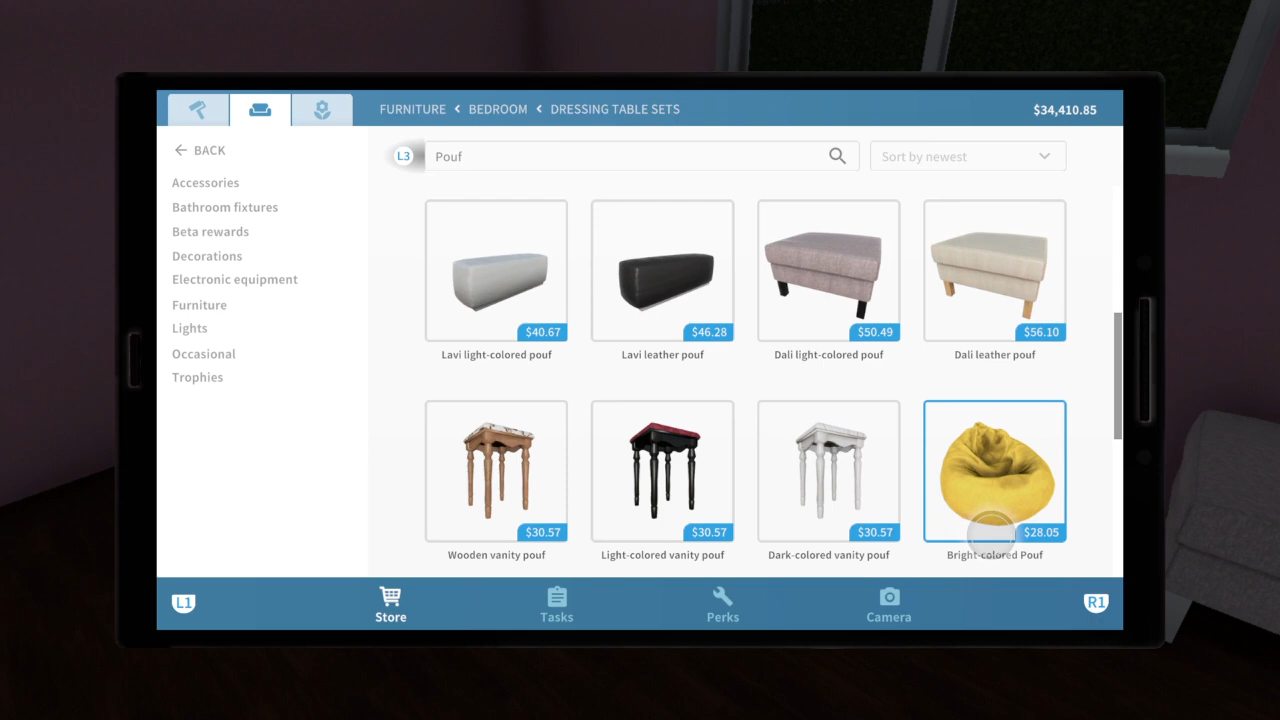 FURNITURE < BEDROOM < DRESSING TABLE SETS
$34,410.85
BACK
L3
Pouf
Sort by newest
Accessories
Bathroom fixtures
Beta rewards
Decorations
Electronic equipment
Furniture
Lights
Occasional
Trophies
$40.67
$46.28
$50.49
$56.10
Lavi light-colored pouf
Lavi leather pouf
Dali light-colored pouf
Dali leather pouf
$30.57
$30.57
$30.57
$28.05
Wooden vanity pouf
Light-colored vanity pouf
Dark-colored vanity pouf
Bright-colored Pouf
L1
Store
Tasks
Perks
Camera
R1